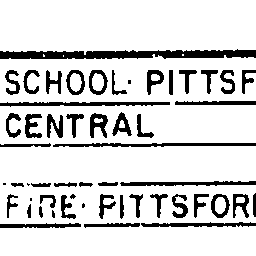 SCHOOL· PITTSF
CENTRAL
FIRE· PITTSFOR